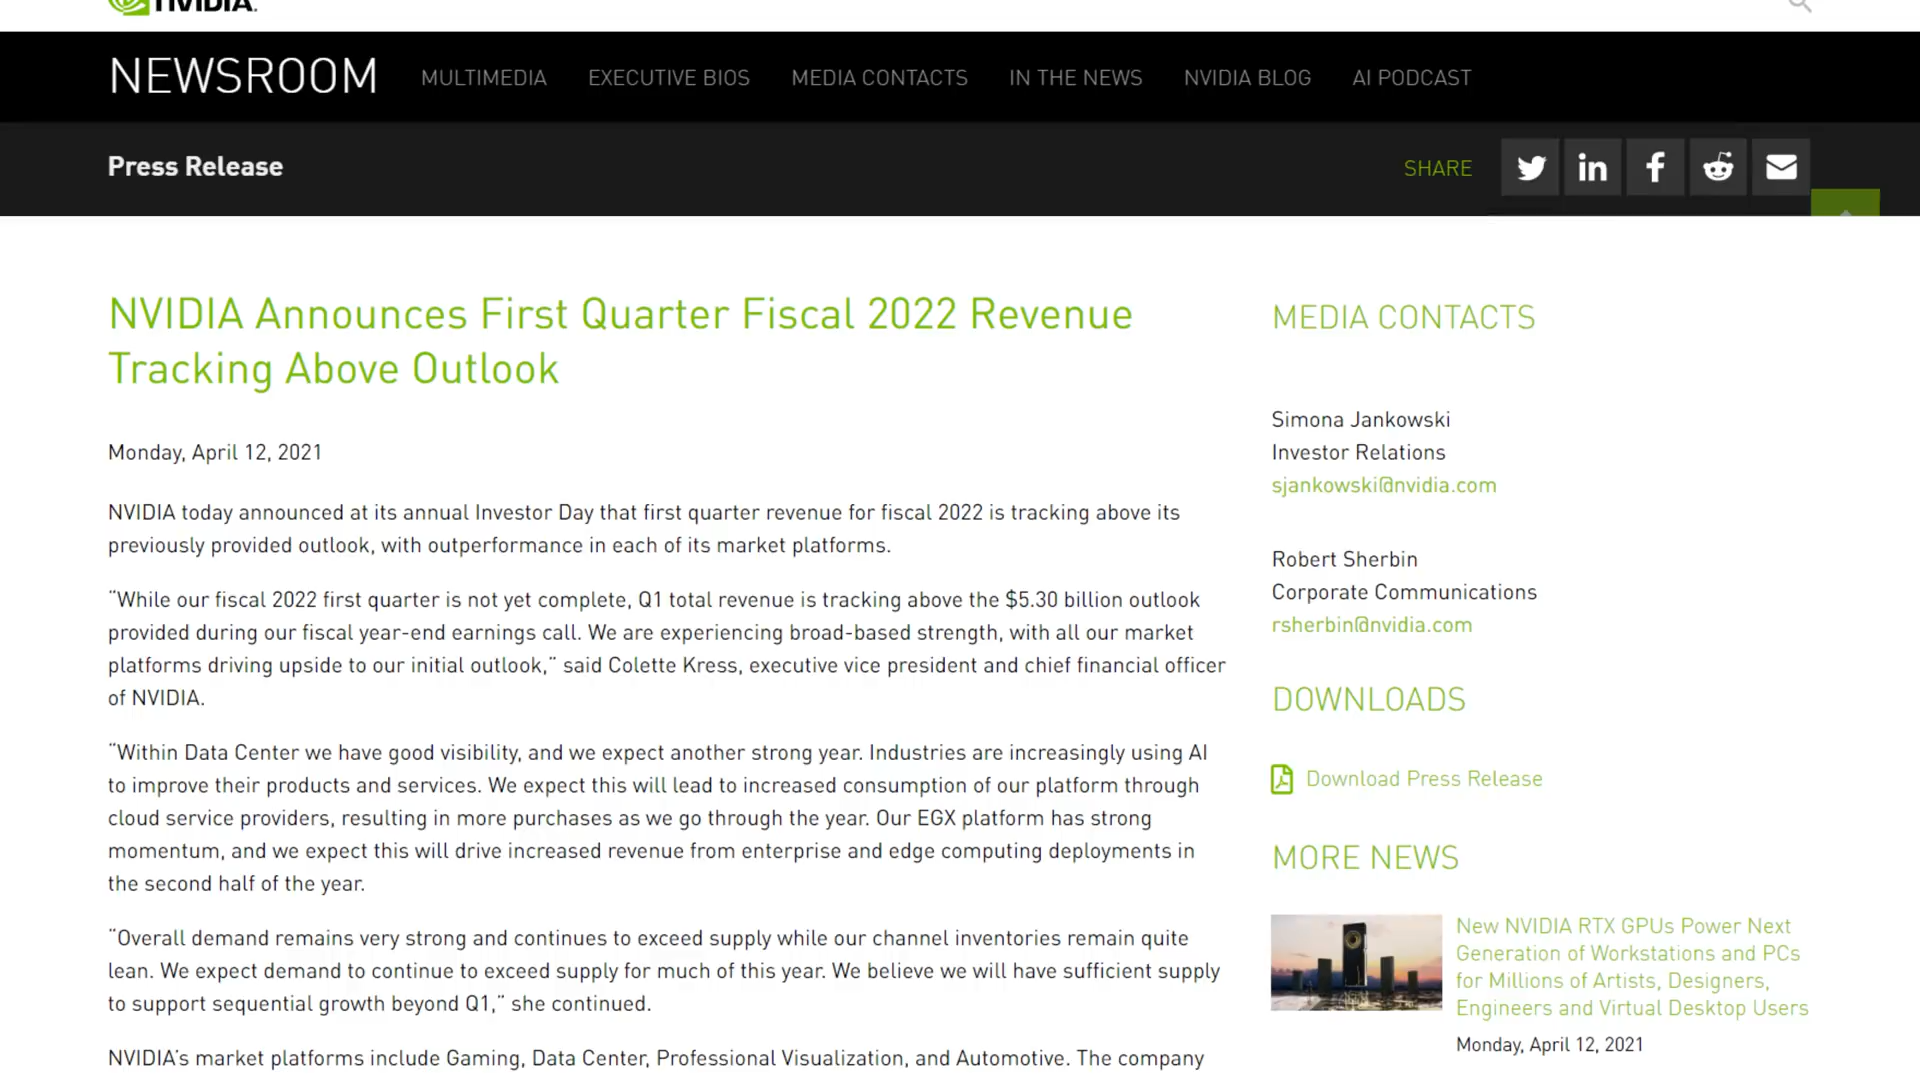 NVIDIA.
NEWSROOM
MULTIMEDIA
EXECUTIVE BIOS
MEDIA CONTACTS
IN THE NEWS
NVIDIA BLOG
AI PODCAST
Press Release
SHARE
NVIDIA Announces First Quarter Fiscal 2022 Revenue
Tracking Above Outlook
Monday, April 12, 2021
NVIDIA today announced at its annual Investor Day that first quarter revenue for fiscal 2022 is tracking above its
previously provided outlook, with outperformance in each of its market platforms.
“While our fiscal 2022 first quarter is not yet complete, Q1 total revenue is tracking above the $5.30 billion outlook
provided during our fiscal year-end earnings call. We are experiencing broad-based strength, with all our market
platforms driving upside to our initial outlook,” said Colette Kress, executive vice president and chief financial officer
of NVIDIA.
“Within Data Center we have good visibility, and we expect another strong year. Industries are increasingly using AI
to improve their products and services. We expect this will lead to increased consumption of our platform through
cloud service providers, resulting in more purchases as we go through the year. Our EGX platform has strong
momentum, and we expect this will drive increased revenue from enterprise and edge computing deployments in
the second half of the year.
“Overall demand remains very strong and continues to exceed supply while our channel inventories remain quite
lean. We expect demand to continue to exceed supply for much of this year. We believe we will have sufficient supply
to support sequential growth beyond Q1,” she continued.
NVIDIA’s market platforms include Gaming, Data Center, Professional Visualization, and Automotive. The company
MEDIA CONTACTS
Simona Jankowski
Investor Relations
sjankowski@nvidia.com
Robert Sherbin
Corporate Communications
rsherbin@nvidia.com
DOWNLOADS
Download Press Release
MORE NEWS
New NVIDIA RTX GPUs Power Next
Generation of Workstations and PCs
for Millions of Artists, Designers,
Engineers and Virtual Desktop Users
Monday, April 12, 2021